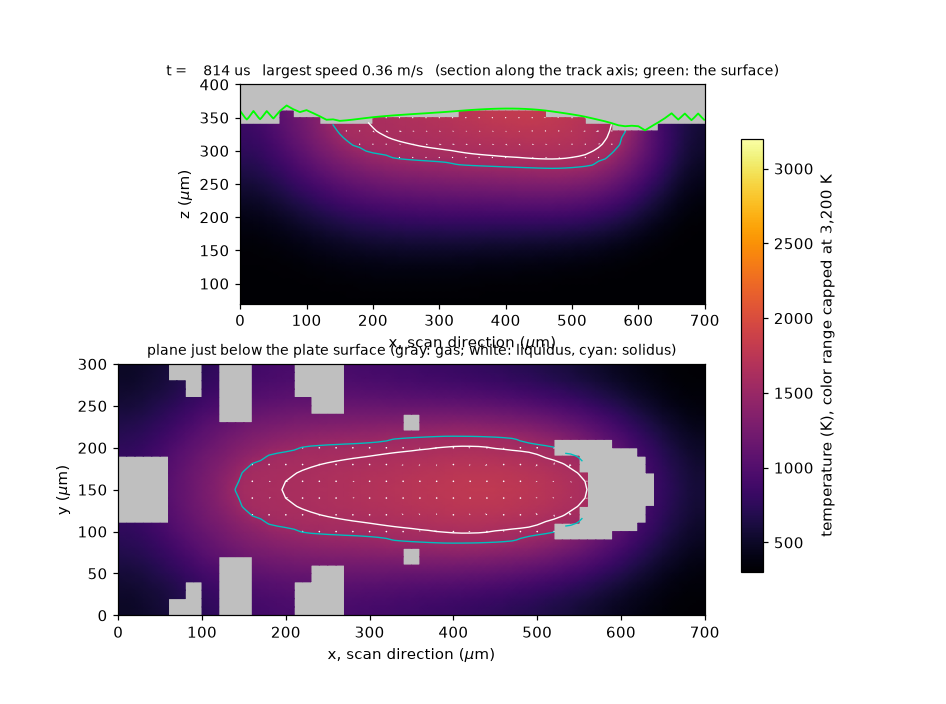 t =    814 us   largest speed 0.36 m/s   (section along the track axis; green: the surface)
400
350
300
250
200
150
100
z (μm)
0 100 200 300 400 500 600 700
x, scan direction (μm)
plane just below the plate surface (gray: gas; white: liquidus, cyan: solidus)
300
250
200
150
100
50
0
y (μm)
0 100 200 300 400 500 600 700
x, scan direction (μm)
3000
2500
2000
1500
1000
500
temperature (K), color range capped at 3,200 K